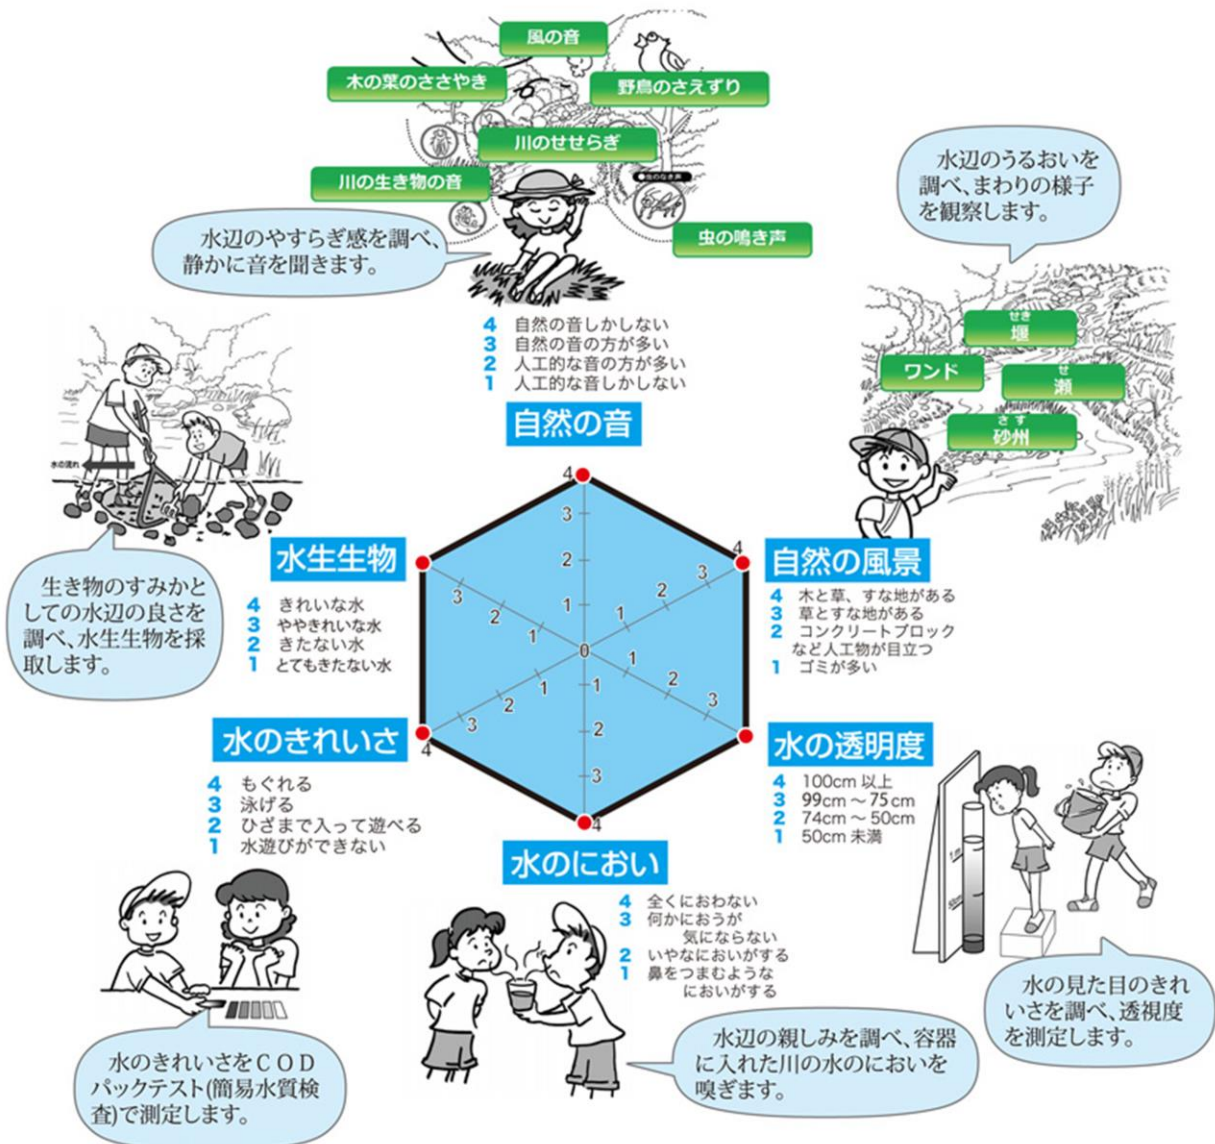 風の音
木の葉のささやき
野鳥のさえずり
川のせせらぎ
川の生き物の音
●虫のなき声
虫の鳴き声
水辺のやすらぎ感を調べ、
静かに音を聞きます。
4 自然の音しかしない
3 自然の音の方が多い
2 人工的な音の方が多い
1 人工的な音しかしない
自然の音
水辺のうるおいを
調べ、まわりの様子
を観察します。
せき
堰
ワンド
せ
瀬
さす
砂州
自然の風景
4 木と草、すな地がある
3 草とすな地がある
2 コンクリートブロック
など人工物が目立つ
1 ゴミが多い
水の流れ
水生生物
生き物のすみかと
しての水辺の良さを
調べ、水生生物を採
取します。
4 きれいな水
3 ややきれいな水
2 きたない水
1 とてもきたない水
4
3
2
1
4
3
2
1
3
2
1
0
1
2
3
1
2
3
4
1
2
3
4
水のきれいさ
4 もぐれる
3 泳げる
2 ひざまで入って遊べる
1 水遊びができない
水のきれいさをCOD
パックテスト(簡易水質検
査)で測定します。
水の透明度
4 100cm 以上
3 99cm～75cm
2 74cm～50cm
1 50cm 未満
水の見た目のきれ
いさを調べ、透視度
を測定します。
水のにおい
4 全くにおわない
3 何かにおうが
気にならない
2 いやなにおいがする
1 鼻をつまむような
においがする
水辺の親しみを調べ、容器
に入れた川の水のにおいを
嗅ぎます。